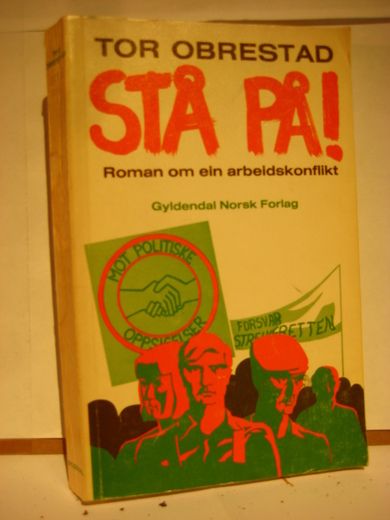 TOR OBRESTAD
STÅ PÅ!
Roman om ein arbeidskonflikt
Gyldendal Norsk Forlag
MOT POLITISKE
OPPSIGELSER
FORSVAR
STREIKERETTEN